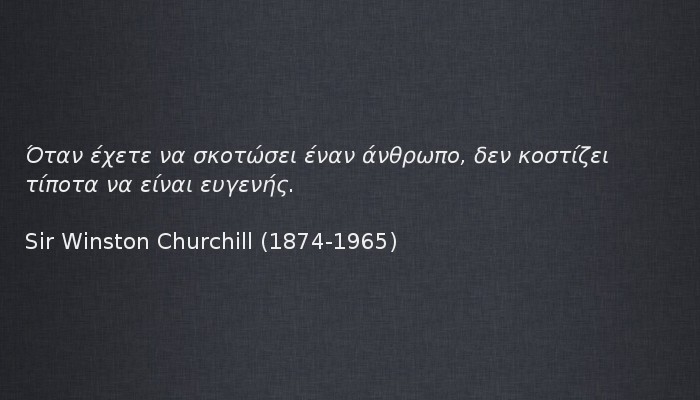 Όταν έχετε να σκοτώσει έναν άνθρωπο, δεν κοστίζει
τίποτα να είναι ευγενής.
Sir Winston Churchill (1874-1965)